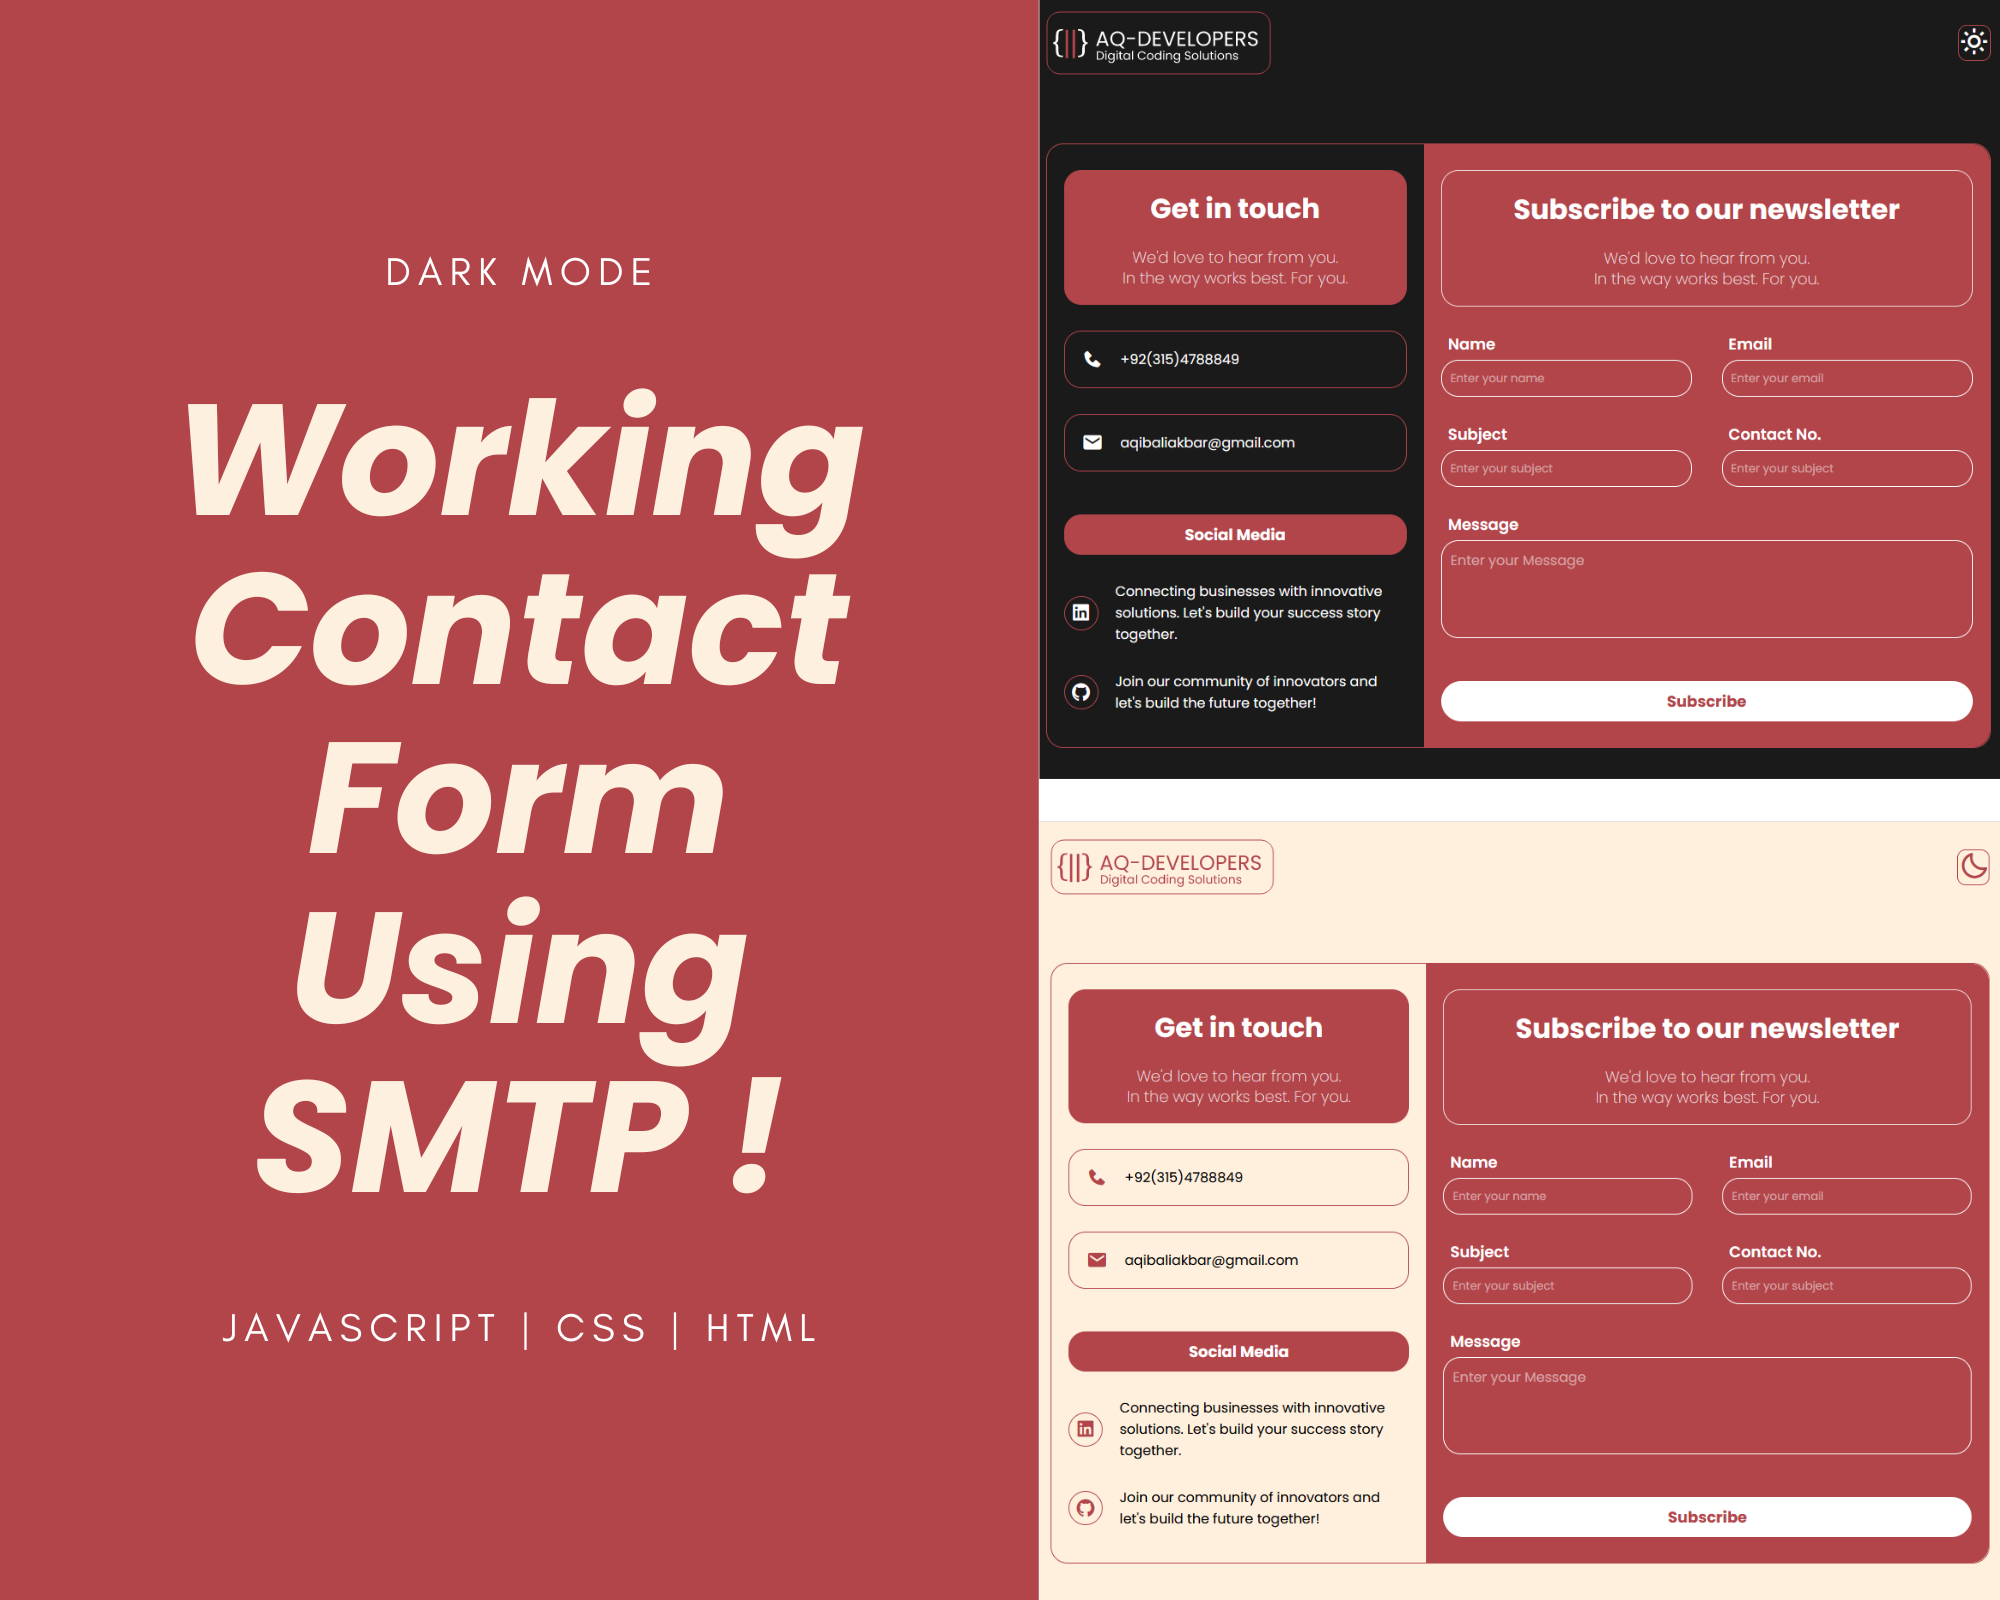 DARK MODE
Working
Contact
Form
Using
SMTP !
JAVASCRIPT | CSS | HTML
{||} AQ-DEVELOPERS
Digital Coding Solutions
Get in touch
We'd love to hear from you.
In the way works best. For you.
+92(315)4788849
aqibaliakbar@gmail.com
Social Media
in
Connecting businesses with innovative
solutions. Let's build your success story
together.
Join our community of innovators and
let's build the future together!
Subscribe to our newsletter
We'd love to hear from you.
In the way works best. For you.
Name
Enter your name
Email
Enter your email
Subject
Enter your subject
Contact No.
Enter your subject
Message
Enter your Message
Subscribe
{||} AQ-DEVELOPERS
Digital Coding Solutions
Get in touch
We'd love to hear from you.
In the way works best. For you.
+92(315)4788849
aqibaliakbar@gmail.com
Social Media
in
Connecting businesses with innovative
solutions. Let's build your success story
together.
Join our community of innovators and
let's build the future together!
Subscribe to our newsletter
We'd love to hear from you.
In the way works best. For you.
Name
Enter your name
Email
Enter your email
Subject
Enter your subject
Contact No.
Enter your subject
Message
Enter your Message
Subscribe